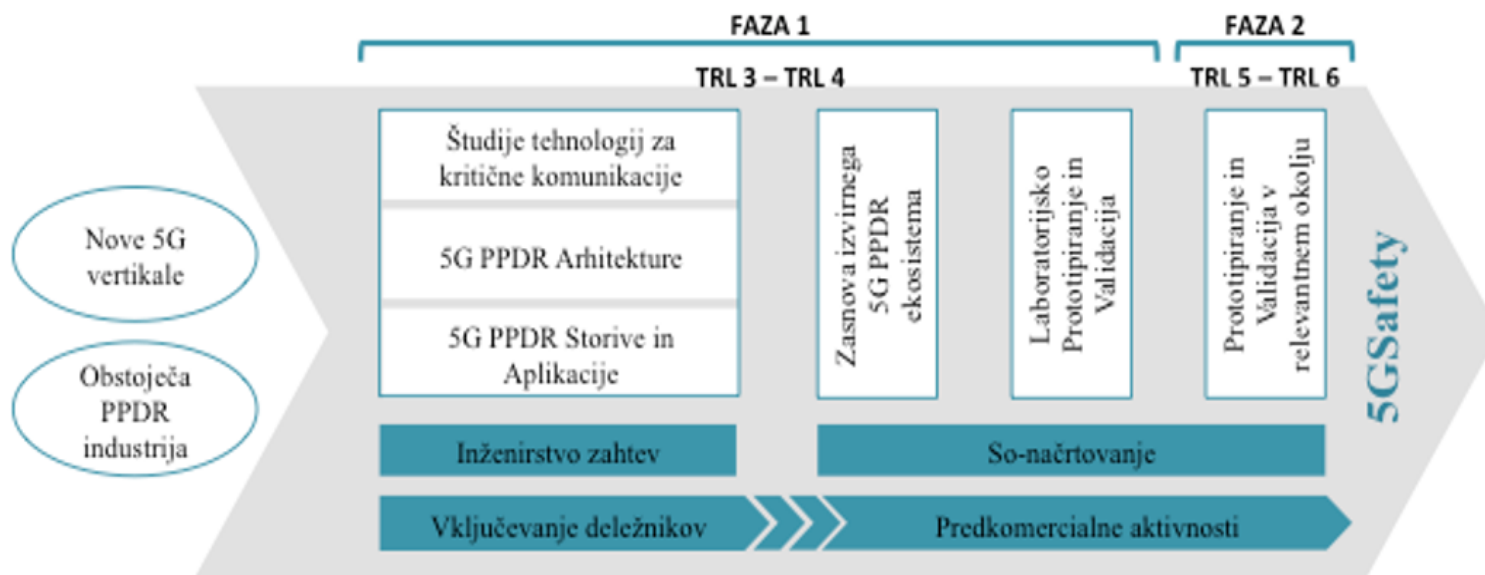 FAZA 1
FAZA 2
TRL 3 – TRL 4
TRL 5 – TRL 6
Nove 5G
vertikale
Obstoječa
PPDR
industrija
Študije tehnologij za
kritične komunikacije
5G PPDR Arhitekture
5G PPDR Storive in
Aplikacije
Zasnova izvirnega
5G PPDR
ekosistema
Laboratorijsko
Prototipiranje in
Validacija
Prototipiranje in
Validacija v
relevantnem okolju
5GSafety
Inženirstvo zahtev
So-načrtovanje
Vključevanje deležnikov
Predkomercialne aktivnosti